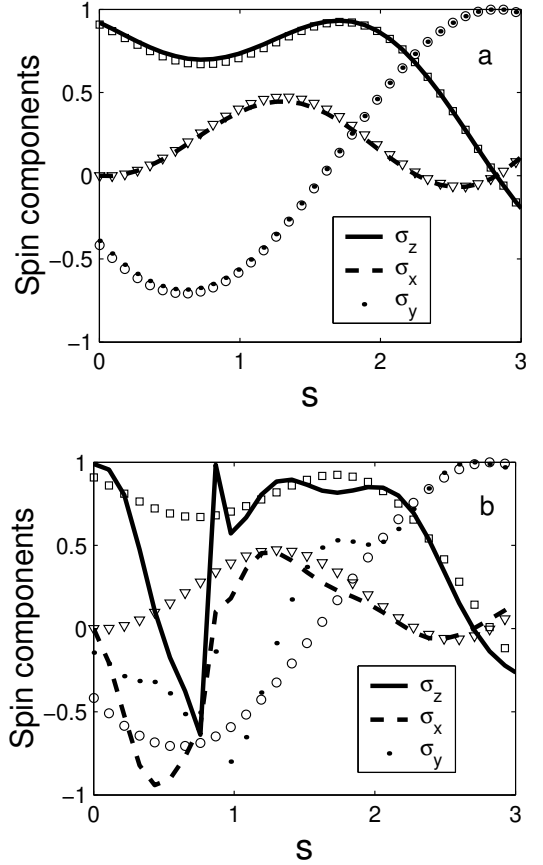 1
a
0.5
0
−0.5
−1
Spin components
σz
σx
σy
0 1 2 3
s
1
b
0.5
0
−0.5
−1
Spin components
σz
σx
σy
0 1 2 3
s